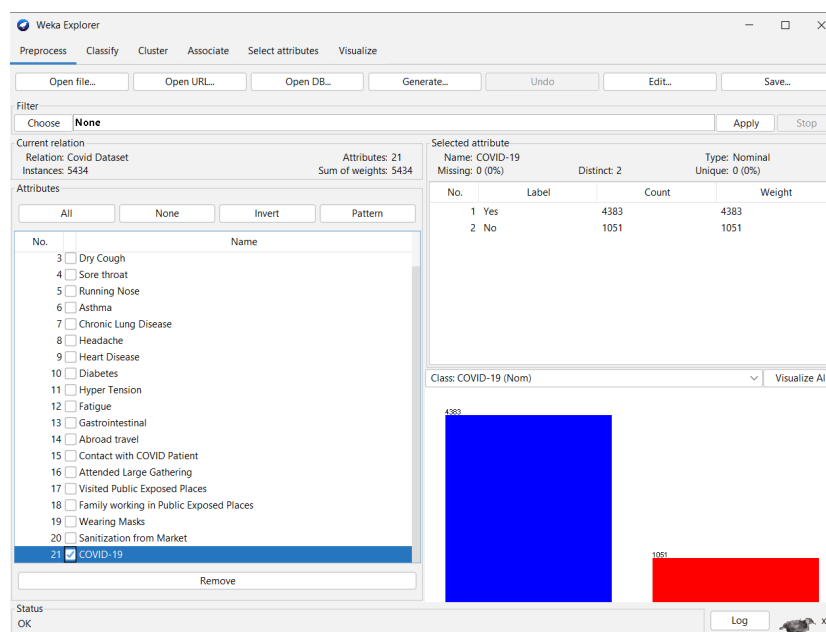 Weka Explorer
Preprocess Classify Cluster Associate Select attributes Visualize
Open file... Open URL... Open DB... Generate... Undo Edit... Save...
Filter
Choose None Apply Stop
Current relation
Relation: Covid Dataset Attributes: 21
Instances: 5434 Sum of weights: 5434
Selected attribute
Name: COVID-19 Type: Nominal
Missing: 0 (0%) Distinct: 2 Unique: 0 (0%)
Attributes
All None Invert Pattern
No. Name
3 Dry Cough
4 Sore throat
5 Running Nose
6 Asthma
7 Chronic Lung Disease
8 Headache
9 Heart Disease
10 Diabetes
11 Hyper Tension
12 Fatigue
13 Gastrointestinal
14 Abroad travel
15 Contact with COVID Patient
16 Attended Large Gathering
17 Visited Public Exposed Places
18 Family working in Public Exposed Places
19 Wearing Masks
20 Sanitization from Market
21 COVID-19
Remove
No. Label Count Weight
1 Yes 4383 4383
2 No 1051 1051
Class: COVID-19 (Nom) Visualize Al
4383
1051
Status
OK
Log x